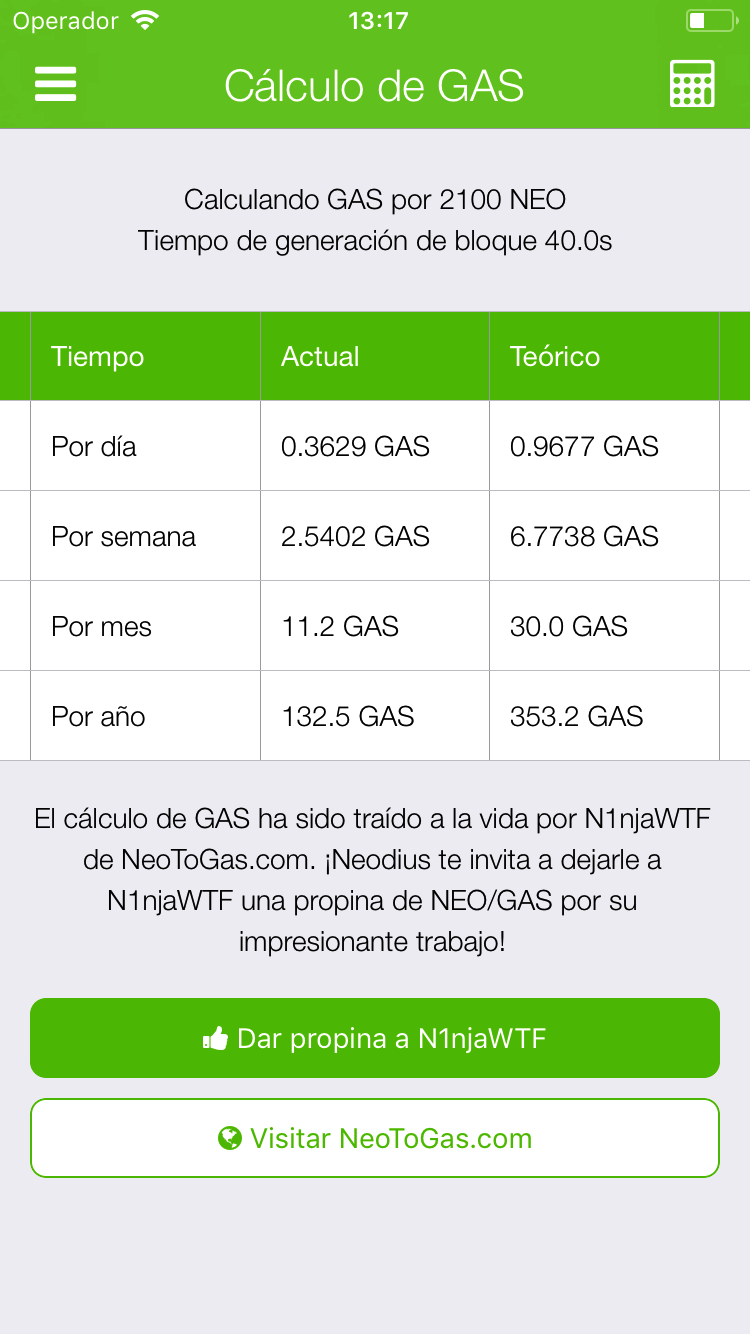 Operador 13:17
Cálculo de GAS
Calculando GAS por 2100 NEO
Tiempo de generación de bloque 40.0s
Tiempo Actual Teórico
Por día 0.3629 GAS 0.9677 GAS
Por semana 2.5402 GAS 6.7738 GAS
Por mes 11.2 GAS 30.0 GAS
Por año 132.5 GAS 353.2 GAS
El cálculo de GAS ha sido traído a la vida por N1njaWTF
de NeoToGas.com. ¡Neodius te invita a dejarle a
N1njaWTF una propina de NEO/GAS por su
impresionante trabajo!
Dar propina a N1njaWTF
Visitar NeoToGas.com